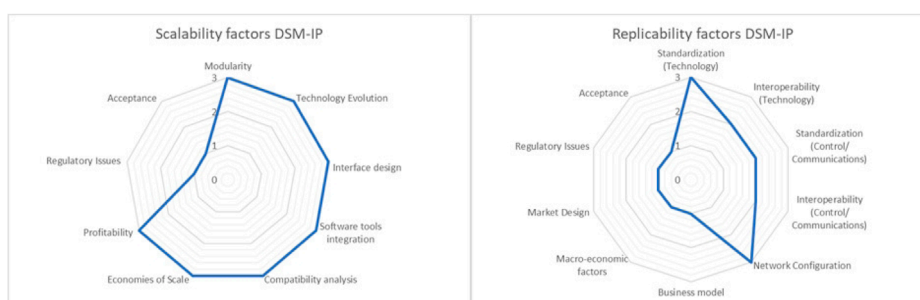 Scalability factors DSM-IP
Modularity
3
Technology Evolution
Acceptance
2
1
Regulatory Issues
Interface design
0
Profitability
Software tools
integration
Economies of Scale
Compatibility analysis
Replicability factors DSM-IP
Standardization
(Technology)
3
Interoperability
(Technology)
Acceptance
2
Standardization
(Control/
Communications)
Regulatory Issues
1
0
Interoperability
(Control/
Communications)
Market Design
Macro-economic
factors
Network Configuration
Business model